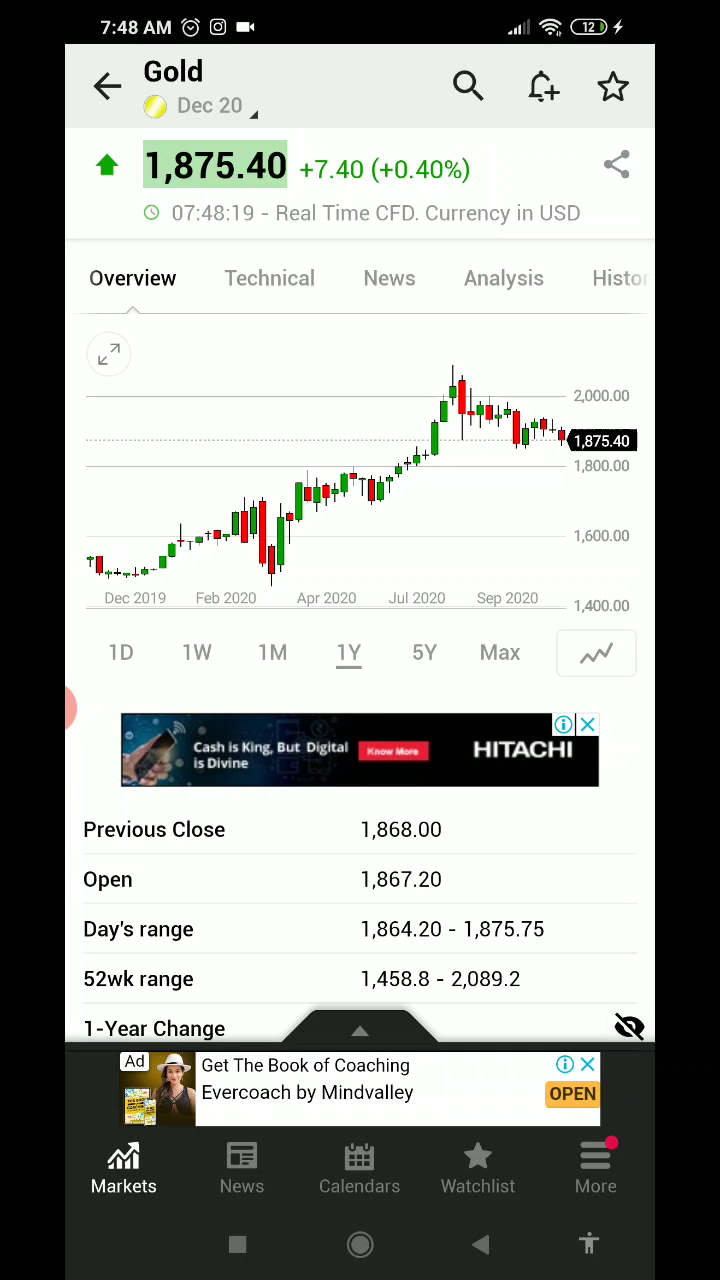 7:48 AM
12
Gold
Dec 20
1,875.40 +7.40 (+0.40%)
07:48:19 - Real Time CFD. Currency in USD
Overview Technical News Analysis Histor
2,000.00
1,875.40
1,800.00
1,600.00
1,400.00
Dec 2019 Feb 2020 Apr 2020 Jul 2020 Sep 2020
1D 1W 1M 1Y 5Y Max
Cash is King, But Digital
is Divine
Know More
HITACHI
Previous Close 1,868.00
Open 1,867.20
Day's range 1,864.20 - 1,875.75
52wk range 1,458.8 - 2,089.2
1-Year Change
Ad
Get The Book of Coaching
Evercoach by Mindvalley
OPEN
Markets News Calendars Watchlist More